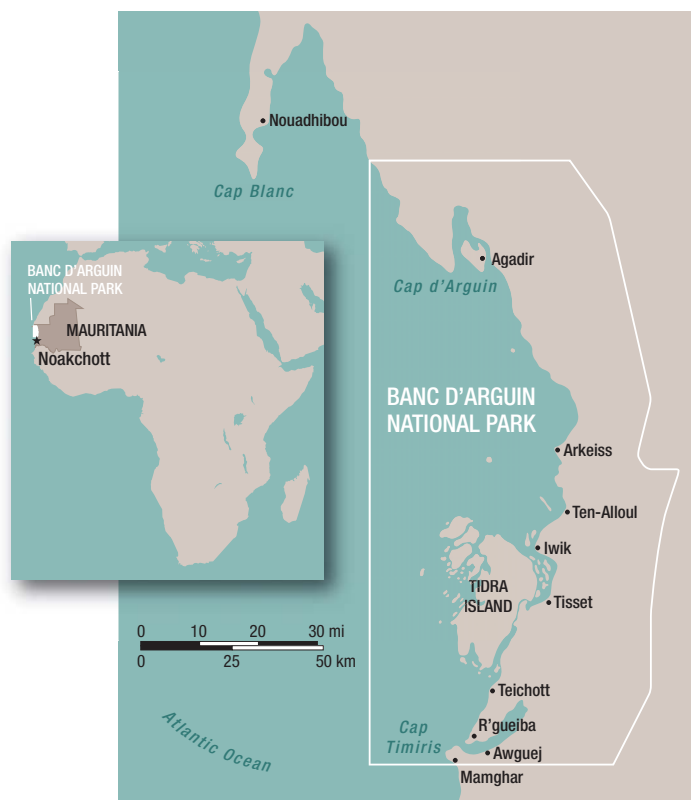 Nouadhibou
Cap Blanc
Agadir
Cap d'Arguin
BANC D'ARGUIN
NATIONAL PARK
MAURITANIA
Noakchott
BANC D'ARGUIN
NATIONAL PARK
Arkeiss
Ten-Alloul
Iwik
TIDRA
ISLAND
Tisset
0 10 20 30 mi
0 25 50 km
Teichott
R'gueiba
Cap
Timiris
Awguej
Mamghar
Atlantic Ocean